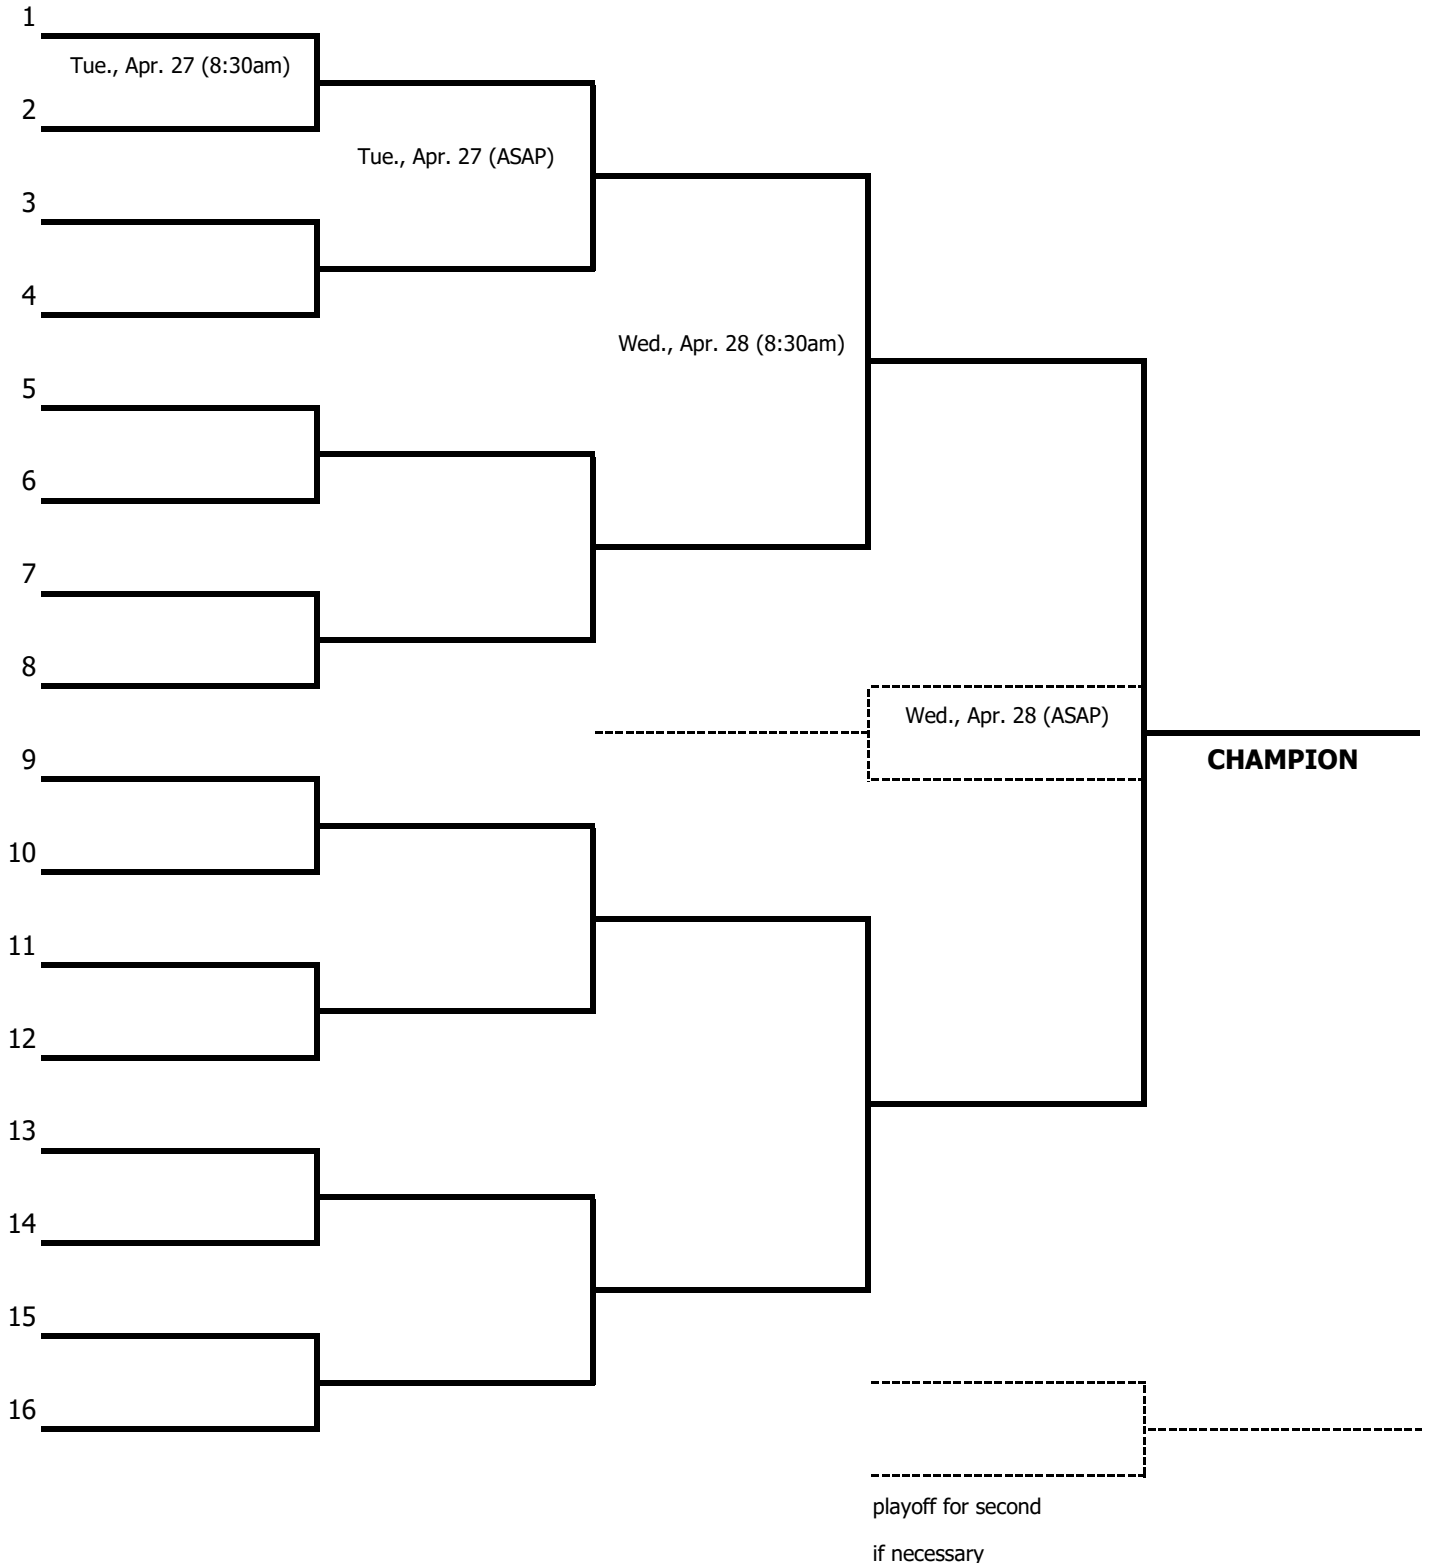 1
Tue., Apr. 27 (8:30am)
2
Tue., Apr. 27 (ASAP)
3
4
Wed., Apr. 28 (8:30am)
5
6
7
8
Wed., Apr. 28 (ASAP)
9
CHAMPION
10
11
12
13
14
15
16
playoff for second
if necessary